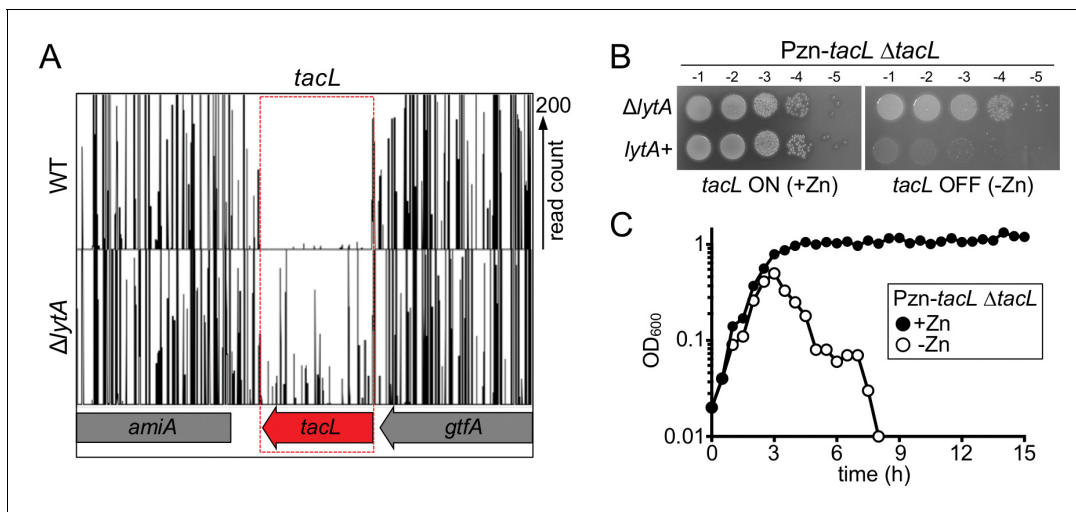 A
tacL
WT
200
read count
ΔlytA
amiA
tacL
gtfA
B
Pzn-tacL ΔtacL
-1 -2 -3 -4 -5 -1 -2 -3 -4 -5
ΔlytA
lytA+
tacL ON (+Zn) tacL OFF (-Zn)
C
1
0.1
0.01
OD600
Pzn-tacL ΔtacL
+Zn
-Zn
0 3 6 9 12 15
time (h)